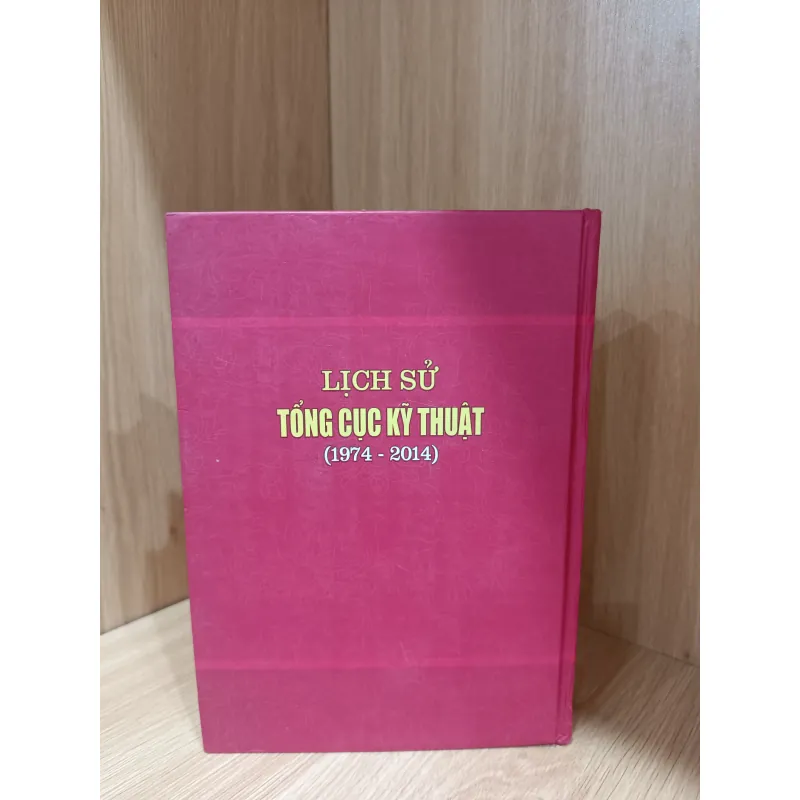 LỊCH SỬ
TỔNG CỤC KỸ THUẬT
(1974 - 2014)